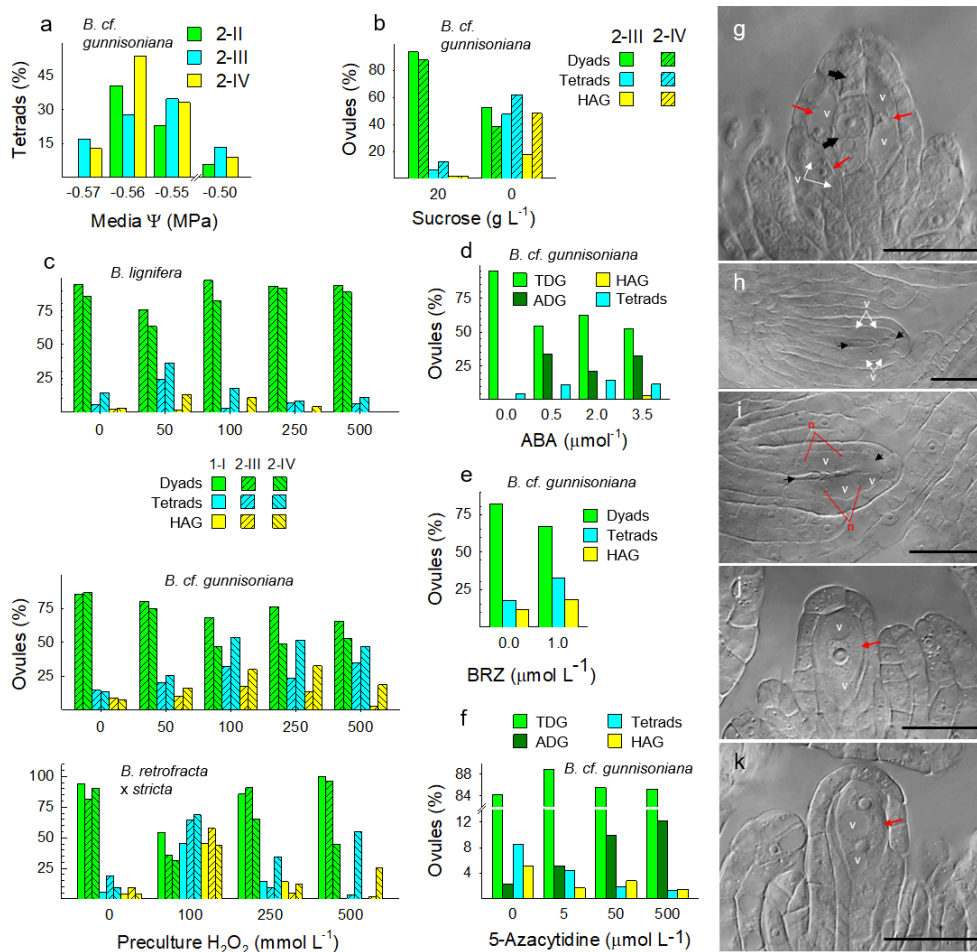 a
B. cf. gunnisoniana
2-II
2-III
2-IV
Tetrads (%)
45
30
15
-0.57 -0.56 -0.55 -0.50
Media Ψ (MPa)
b
B. cf. gunnisoniana
2-III 2-IV
Dyads
Tetrads
HAG
Ovules (%)
80
60
40
20
20 0
Sucrose (g L⁻¹)
c
B. lignifera
Ovules (%)
75
50
25
0 50 100 250 500
1-I 2-III 2-IV
Dyads
Tetrads
HAG
B. cf. gunnisoniana
Ovules (%)
75
50
25
0 50 100 250 500
B. retrofracta x stricta
Ovules (%)
100
75
50
25
0 100 250 500
Preculture H₂O₂ (mmol L⁻¹)
d
B. cf. gunnisoniana
TDG HAG
ADG Tetrads
Ovules (%)
75
50
25
0.0 0.5 2.0 3.5
ABA (μmol⁻¹)
e
B. cf. gunnisoniana
Dyads
Tetrads
HAG
Ovules (%)
75
50
25
0.0 1.0
BRZ (μmol L⁻¹)
f
TDG Tetrads
ADG HAG
B. cf. gunnisoniana
Ovules (%)
88
84
12
8
4
0 5 50 500
5-Azacytidine (μmol L⁻¹)
g
v
v
v
h
v
v
i
n
v
v v
n
j
v
v
k
v
v